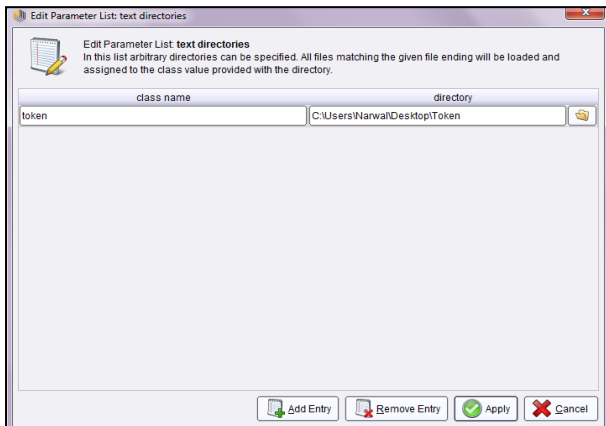 Edit Parameter List: text directories
Edit Parameter List: text directories
In this list arbitrary directories can be specified. All files matching the given file ending will be loaded and
assigned to the class value provided with the directory.
class name directory
token C:\Users\Narwal\Desktop\Token
Add Entry Remove Entry Apply Cancel